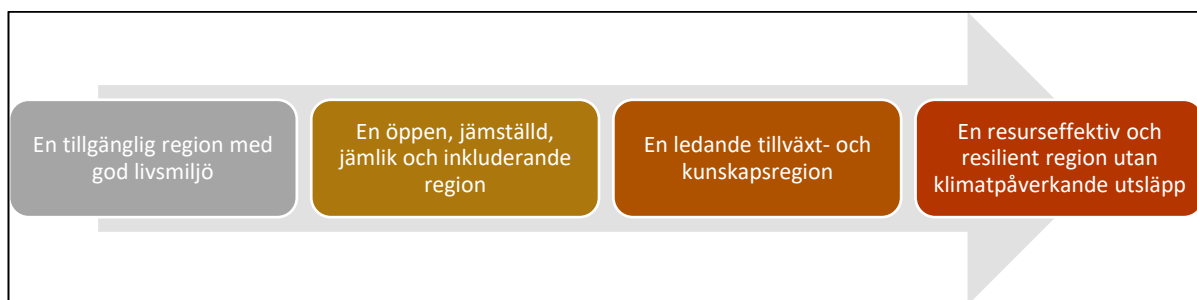 En tillgänglig region med
god livsmiljö
En öppen, jämställd,
jämlik och inkluderande
region
En ledande tillväxt- och
kunskapsregion
En resurseffektiv och
resilient region utan
klimatpåverkande utsläpp